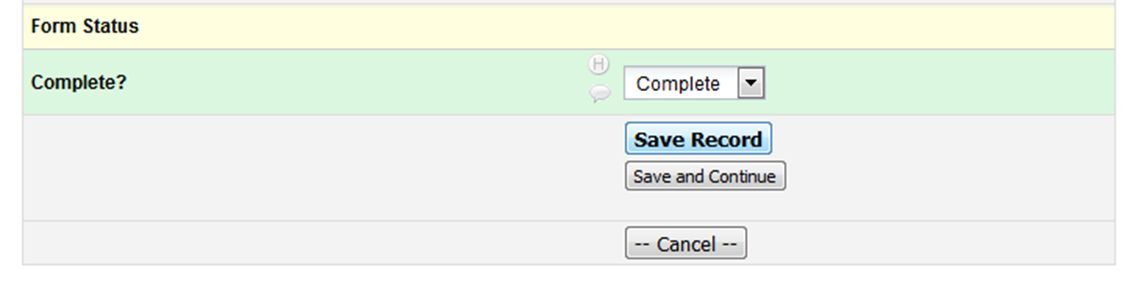 Form Status
Complete?
H
Complete
Save Record
Save and Continue
-- Cancel --